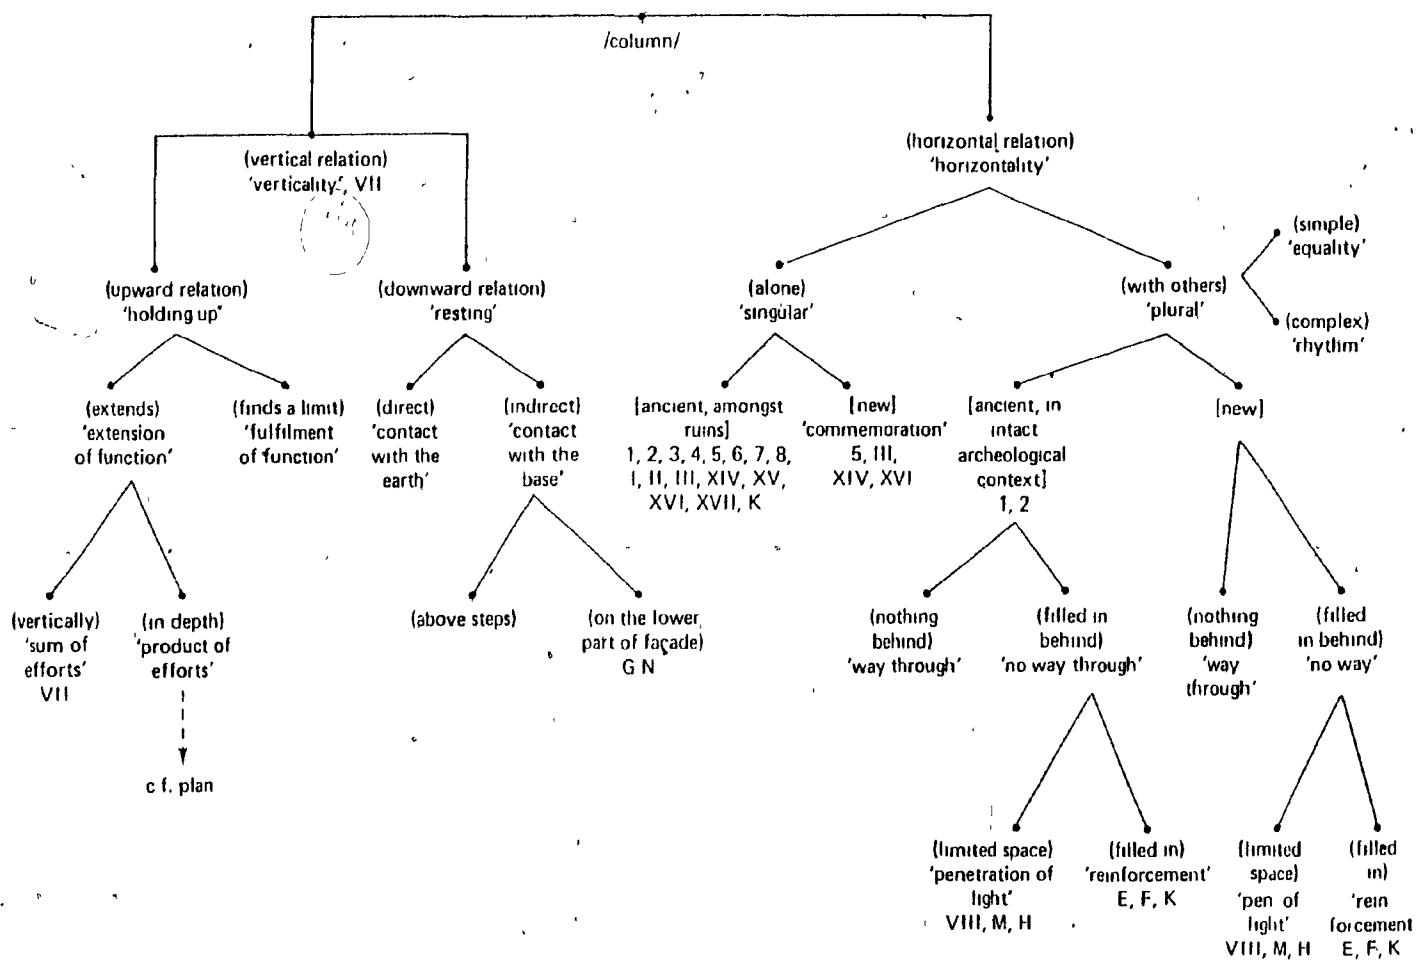 /column/
(vertical relation)
'verticality', VII
(horizontal relation)
'horizontality'
(simple)
'equality'
(complex)
'rhythm'
(upward relation)
'holding up'
(downward relation)
'resting'
(alone)
'singular'
(with others)
'plural'
(extends)
'extension
of function'
(finds a limit)
'fulfilment
of function'
(direct)
'contact
with the
earth'
(indirect)
'contact
with the
base'
[ancient, amongst
ruins]
1, 2, 3, 4, 5, 6, 7, 8,
I, II, III, XIV, XV,
XVI, XVII, K
[new]
'commemoration'
5, III,
XIV, XVI
[ancient, in
intact
archeological
context]
1, 2
[new]
(vertically)
'sum of
efforts'
VII
(in depth)
'product of
efforts'
c f. plan
(above steps)
(on the lower
part of façade)
G N
(nothing
behind)
'way through'
(filled in
behind)
'no way through'
(nothing
behind)
'way
through'
(filled
in behind)
'no way'
(limited space)
'penetration of
light'
VIII, M, H
(filled in)
'reinforcement'
E, F, K
(limited
space)
'pen of
light'
VIII, M, H
(filled
in)
'rein
forcement
E, F, K